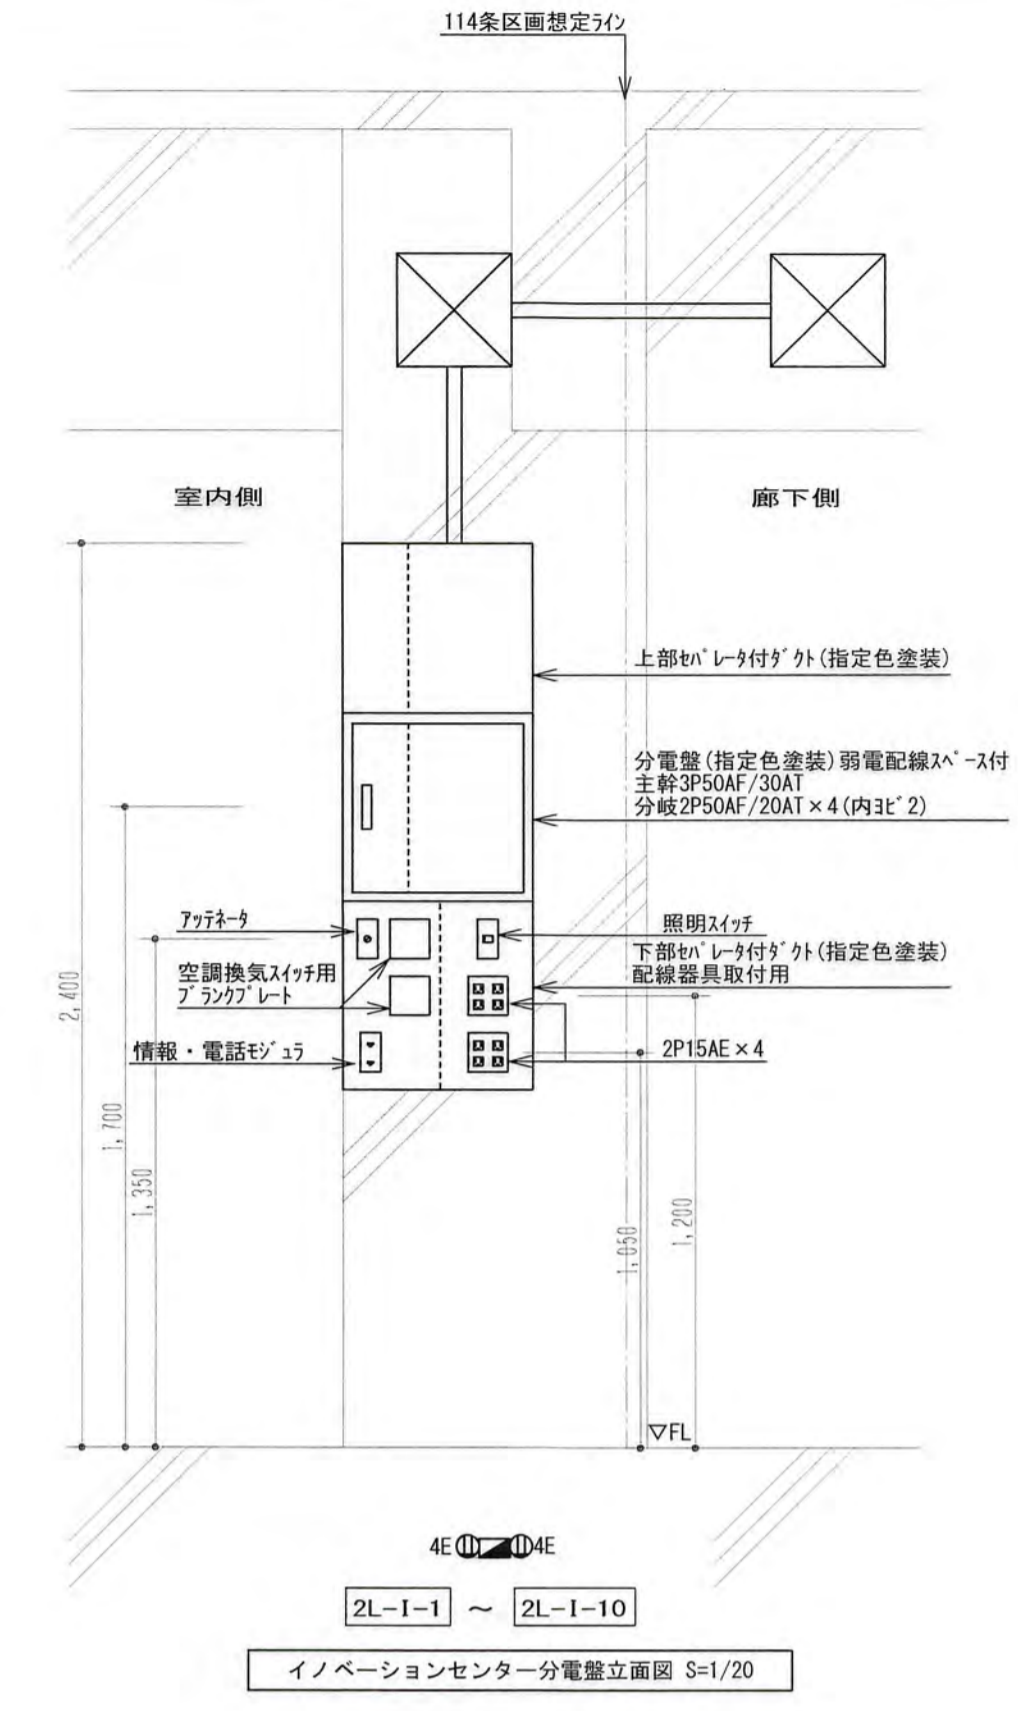 114条区画想定ﾗｲﾝ
室内側
廊下側
上部ｾﾊﾟﾚｰﾀ付ﾀﾞｸﾄ(指定色塗装)
分電盤(指定色塗装)弱電配線ｽﾍﾟｰｽ付
主幹3P50AF/30AT
分岐2P50AF/20AT×4(内ﾖﾋﾞ2)
ｱｯﾃﾈｰﾀ
照明ｽｲｯﾁ
下部ｾﾊﾟﾚｰﾀ付ﾀﾞｸﾄ(指定色塗装)
配線器具取付用
空調換気ｽｲｯﾁ用
ﾌﾞﾗﾝｸﾌﾟﾚｰﾄ
情報・電話ﾓｼﾞｭﾗ
2P15AE×4
2,400
1,700
1,350
1,050
1,200
▽FL
4E 4E
2L-I-1 ～ 2L-I-10
イノベーションセンター分電盤立面図 S=1/20